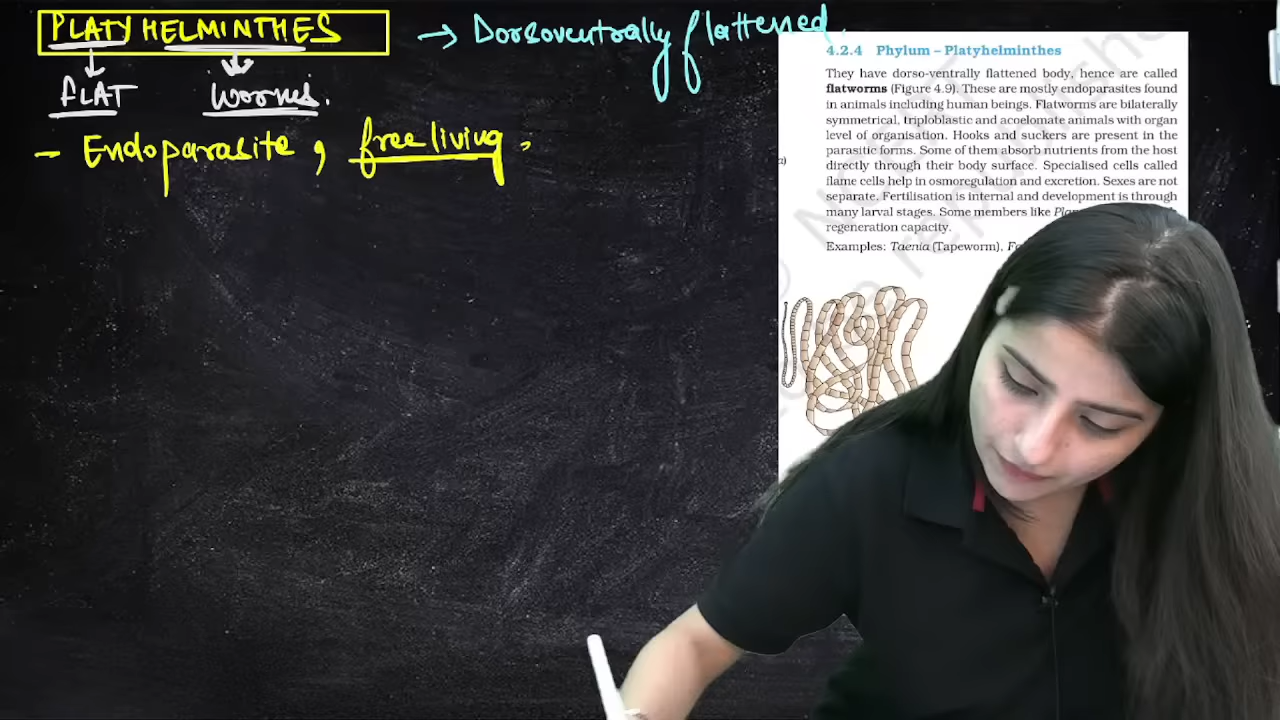 PLATYHELMINTHES → Dorsoventrally flattened.
FLAT worms.
- Endoparasite, free living,
4.2.4 Phylum – Platyhelminthes
They have dorso-ventrally flattened body, hence are called
flatworms (Figure 4.9). These are mostly endoparasites found
in animals including human beings. Flatworms are bilaterally
symmetrical, triploblastic and acoelomate animals with organ
level of organisation. Hooks and suckers are present in the
parasitic forms. Some of them absorb nutrients from the host
directly through their body surface. Specialised cells called
flame cells help in osmoregulation and excretion. Sexes are not
separate. Fertilisation is internal and development is through
many larval stages. Some members like
regeneration capacity.
Examples: Taenia (Tapeworm),